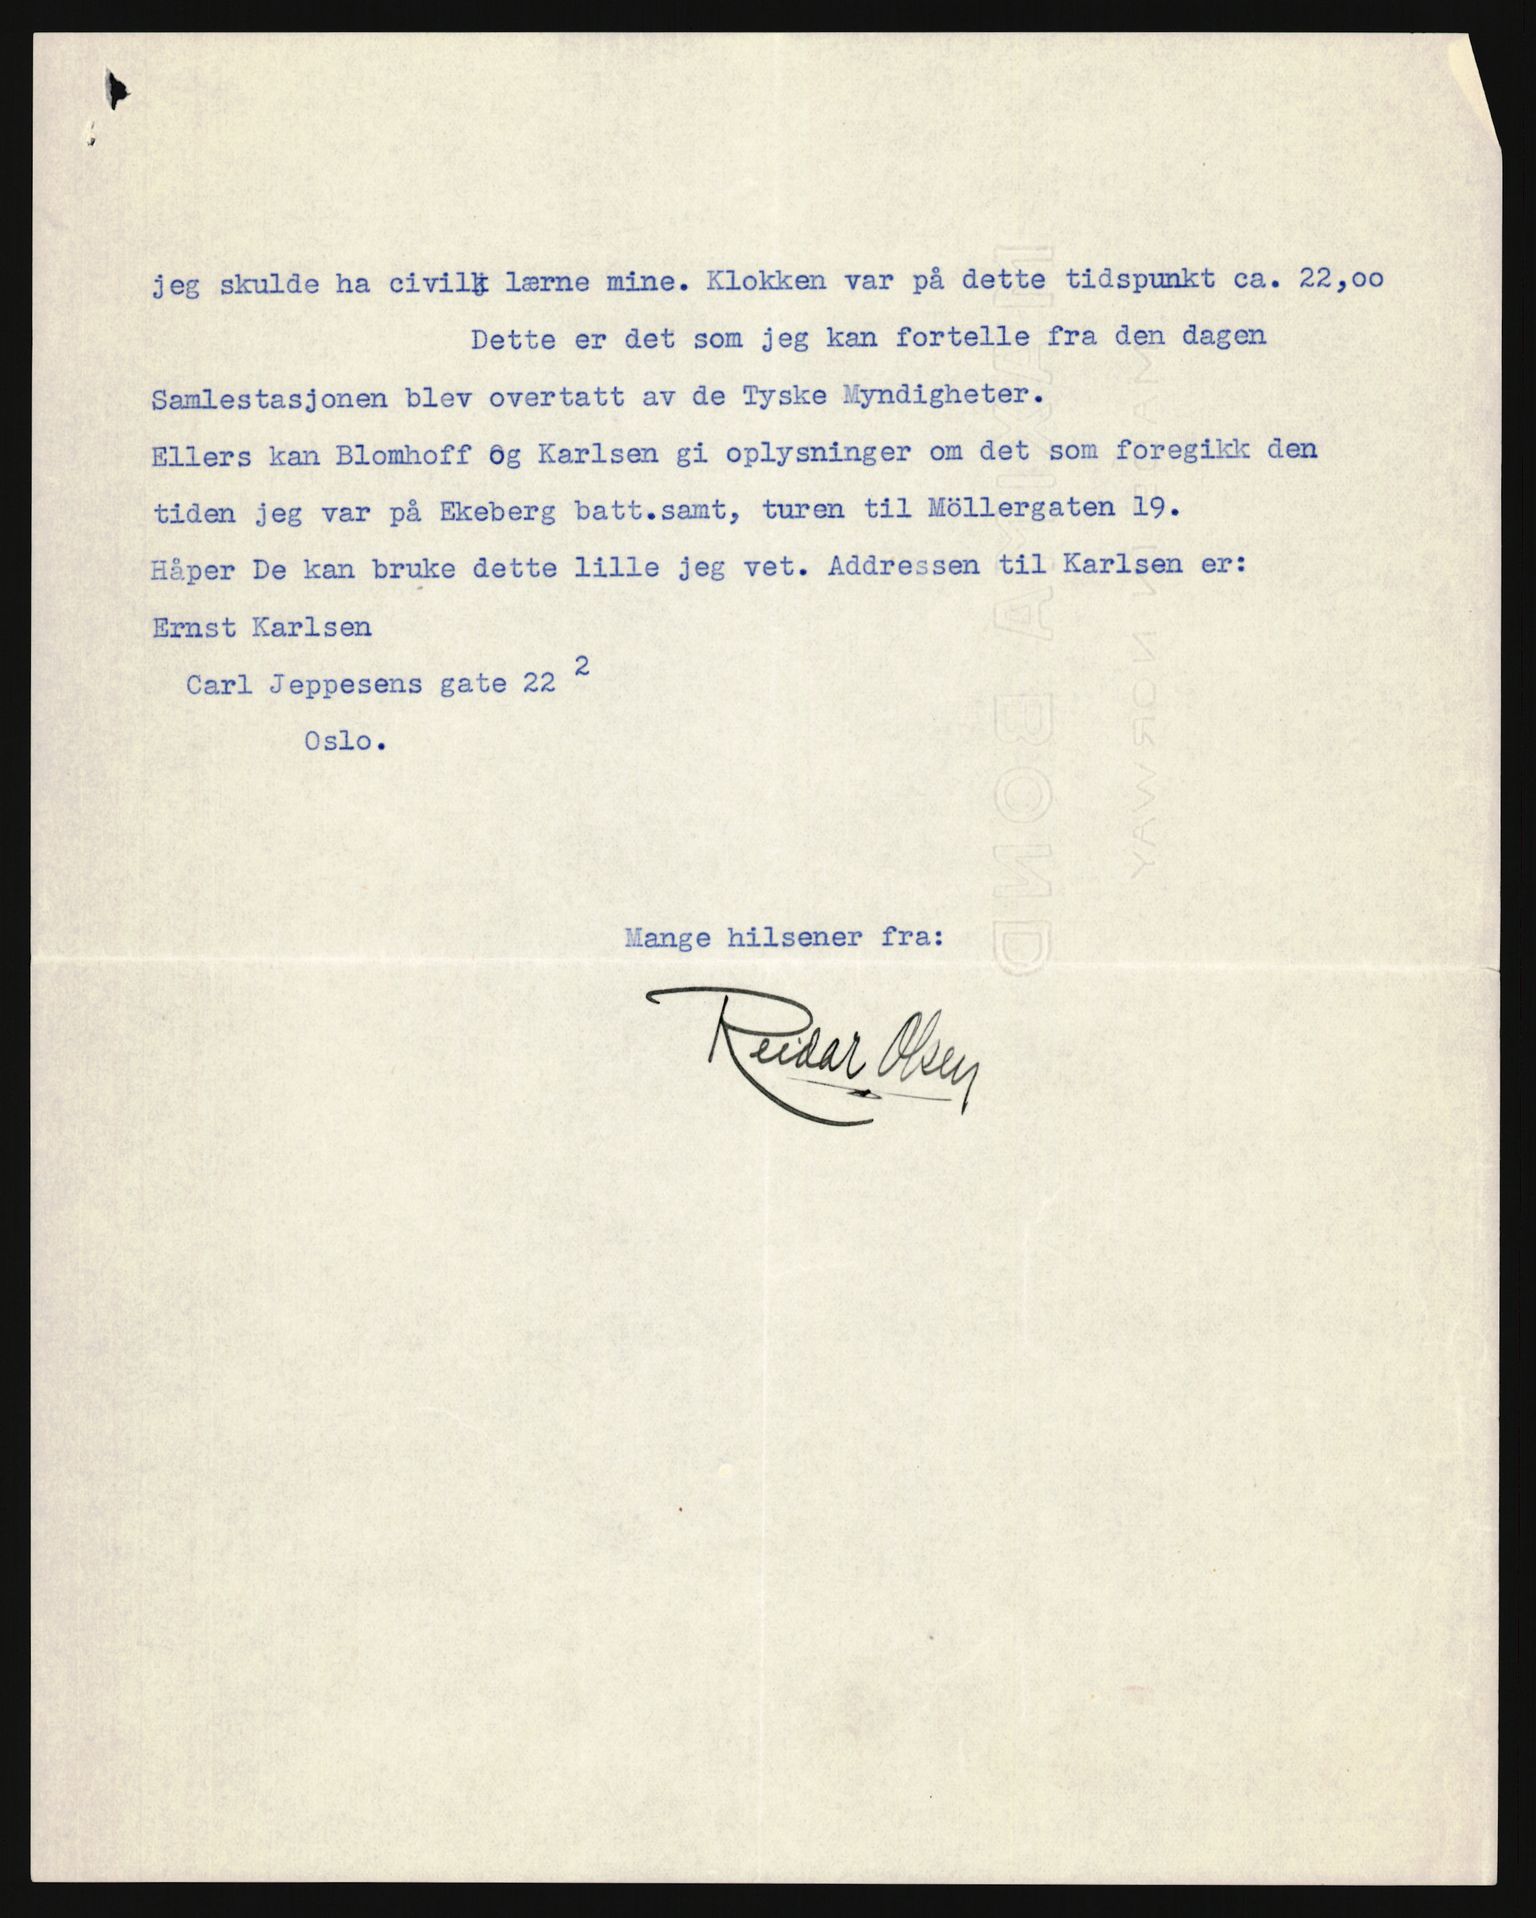 jeg skulde ha civilk lærne mine. Klokken var på dette tidspunkt ca. 22,oo
Dette er det som jeg kan fortelle fra den dagen
Samlestasjonen blev overtatt av de Tyske Myndigheter.
Ellers kan Blomhoff og Karlsen gi oplysninger om det som foregikk den
tiden jeg var på Ekeberg batt.samt, turen til Möllergaten 19.
Håper De kan bruke dette lille jeg vet. Addressen til Karlsen er:
Ernst Karlsen
Carl Jeppesens gate 22 2
Oslo.
Mange hilsener fra:
Reidar Olsen